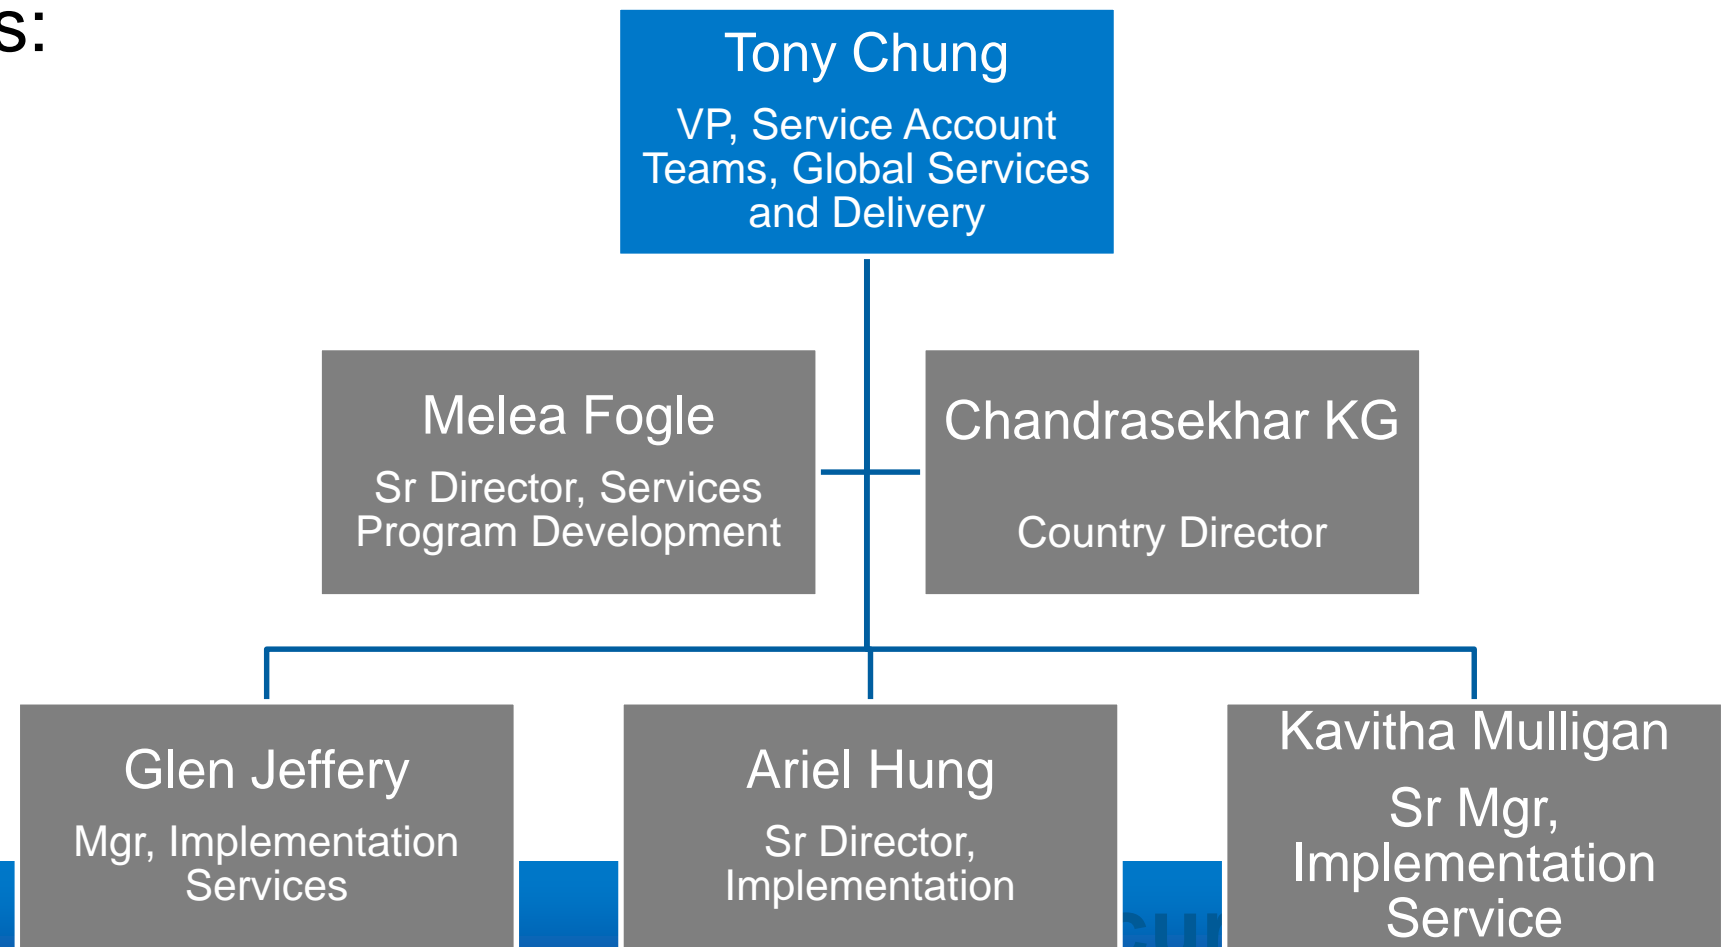 s:
Tony Chung
VP, Service Account
Teams, Global Services
and Delivery
Melea Fogle
Sr Director, Services
Program Development
Chandrasekhar KG
Country Director
Glen Jeffery
Mgr, Implementation
Services
Ariel Hung
Sr Director,
Implementation
Kavitha Mulligan
Sr Mgr,
Implementation
Service